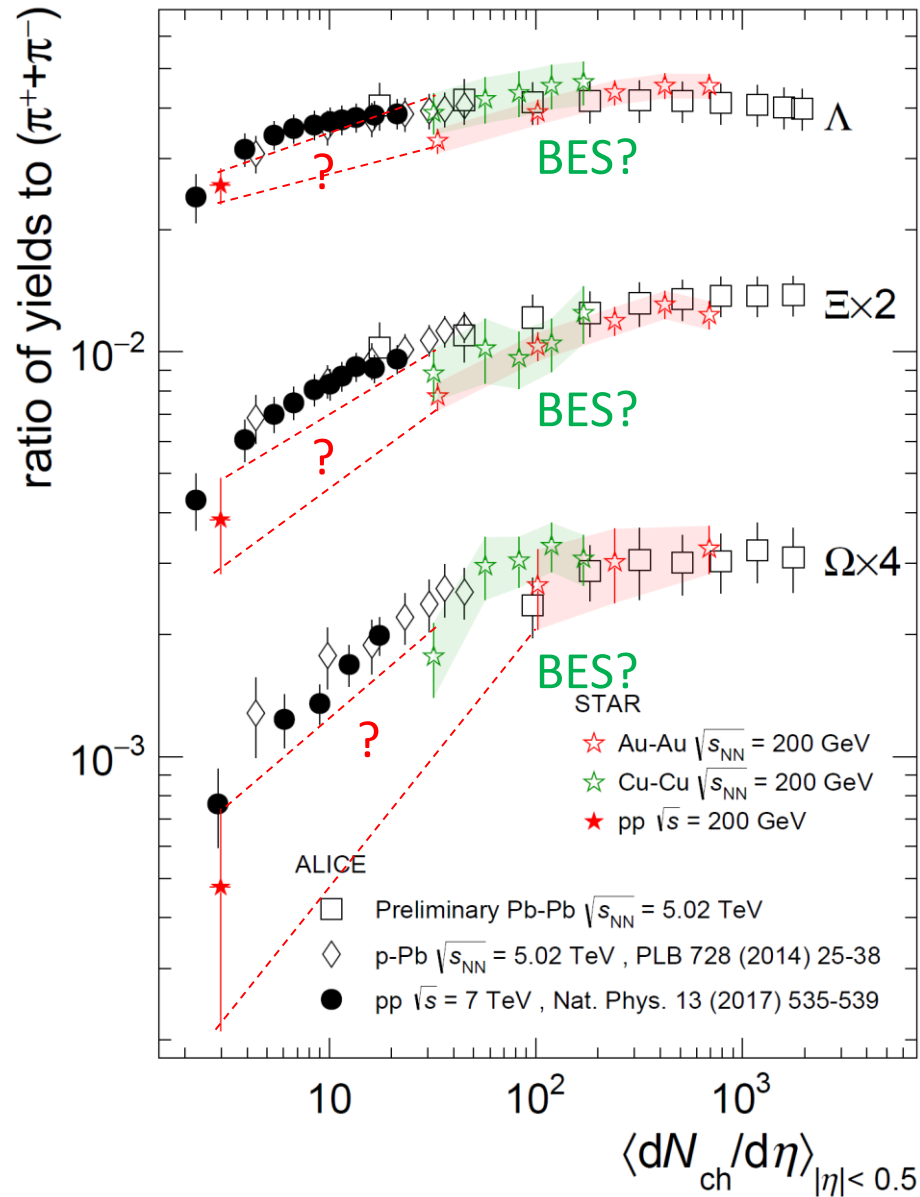 ratio of yields to (π⁺+π⁻)
Λ
?
BES?
Ξ×2
10⁻²
BES?
?
Ω×4
BES?
STAR
?
Au-Au √sNN = 200 GeV
10⁻³
Cu-Cu √sNN = 200 GeV
pp √s = 200 GeV
ALICE
Preliminary Pb-Pb √sNN = 5.02 TeV
p-Pb √sNN = 5.02 TeV , PLB 728 (2014) 25-38
pp √s = 7 TeV , Nat. Phys. 13 (2017) 535-539
10 10² 10³
⟨dNch/dη⟩|η|< 0.5